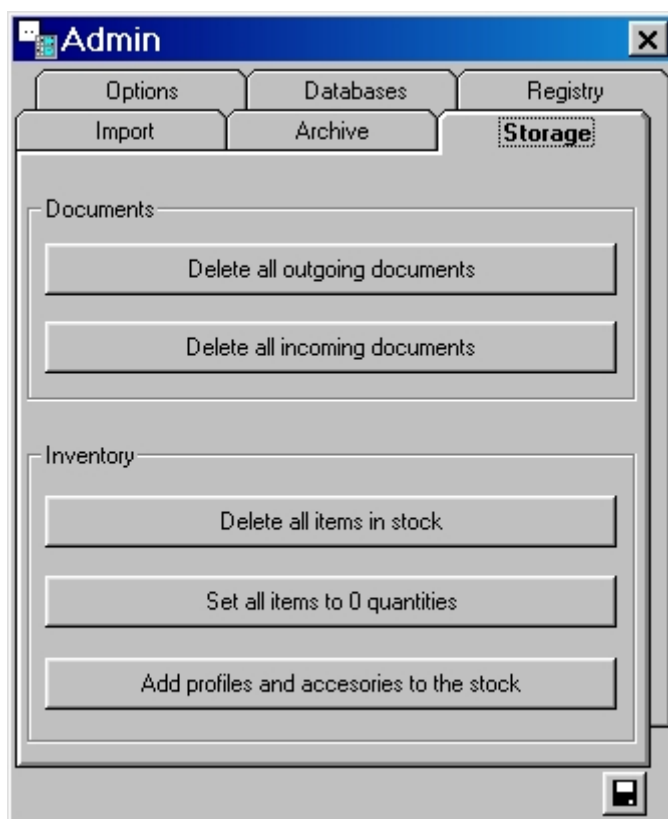 Admin
Options Databases Registry
Import Archive Storage
Documents
Delete all outgoing documents
Delete all incoming documents
Inventory
Delete all items in stock
Set all items to 0 quantities
Add profiles and accesories to the stock